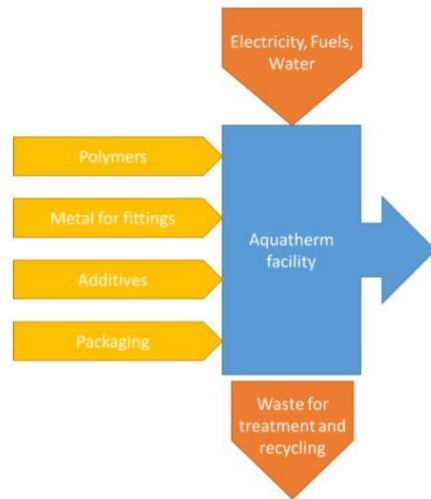 Electricity, Fuels,
Water
Polymers
Metal for fittings
Aquatherm
facility
Additives
Packaging
Waste for
treatment and
recycling